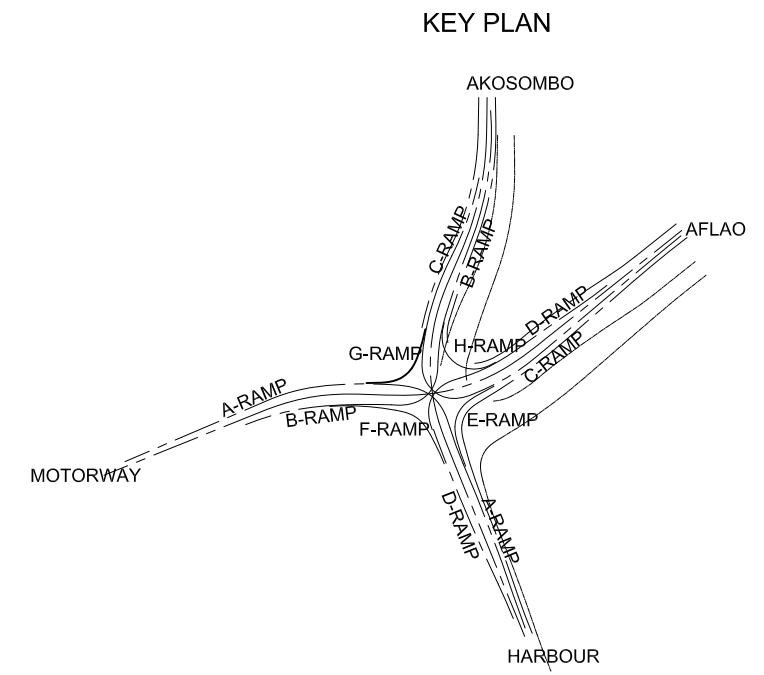 KEY PLAN
AKOSOMBO
C-RAMP
B-RAMP
AFLAO
D-RAMP
H-RAMP
G-RAMP
C-RAMP
A-RAMP
B-RAMP
F-RAMP
E-RAMP
MOTORWAY
D-RAMP
A-RAMP
HARBOUR